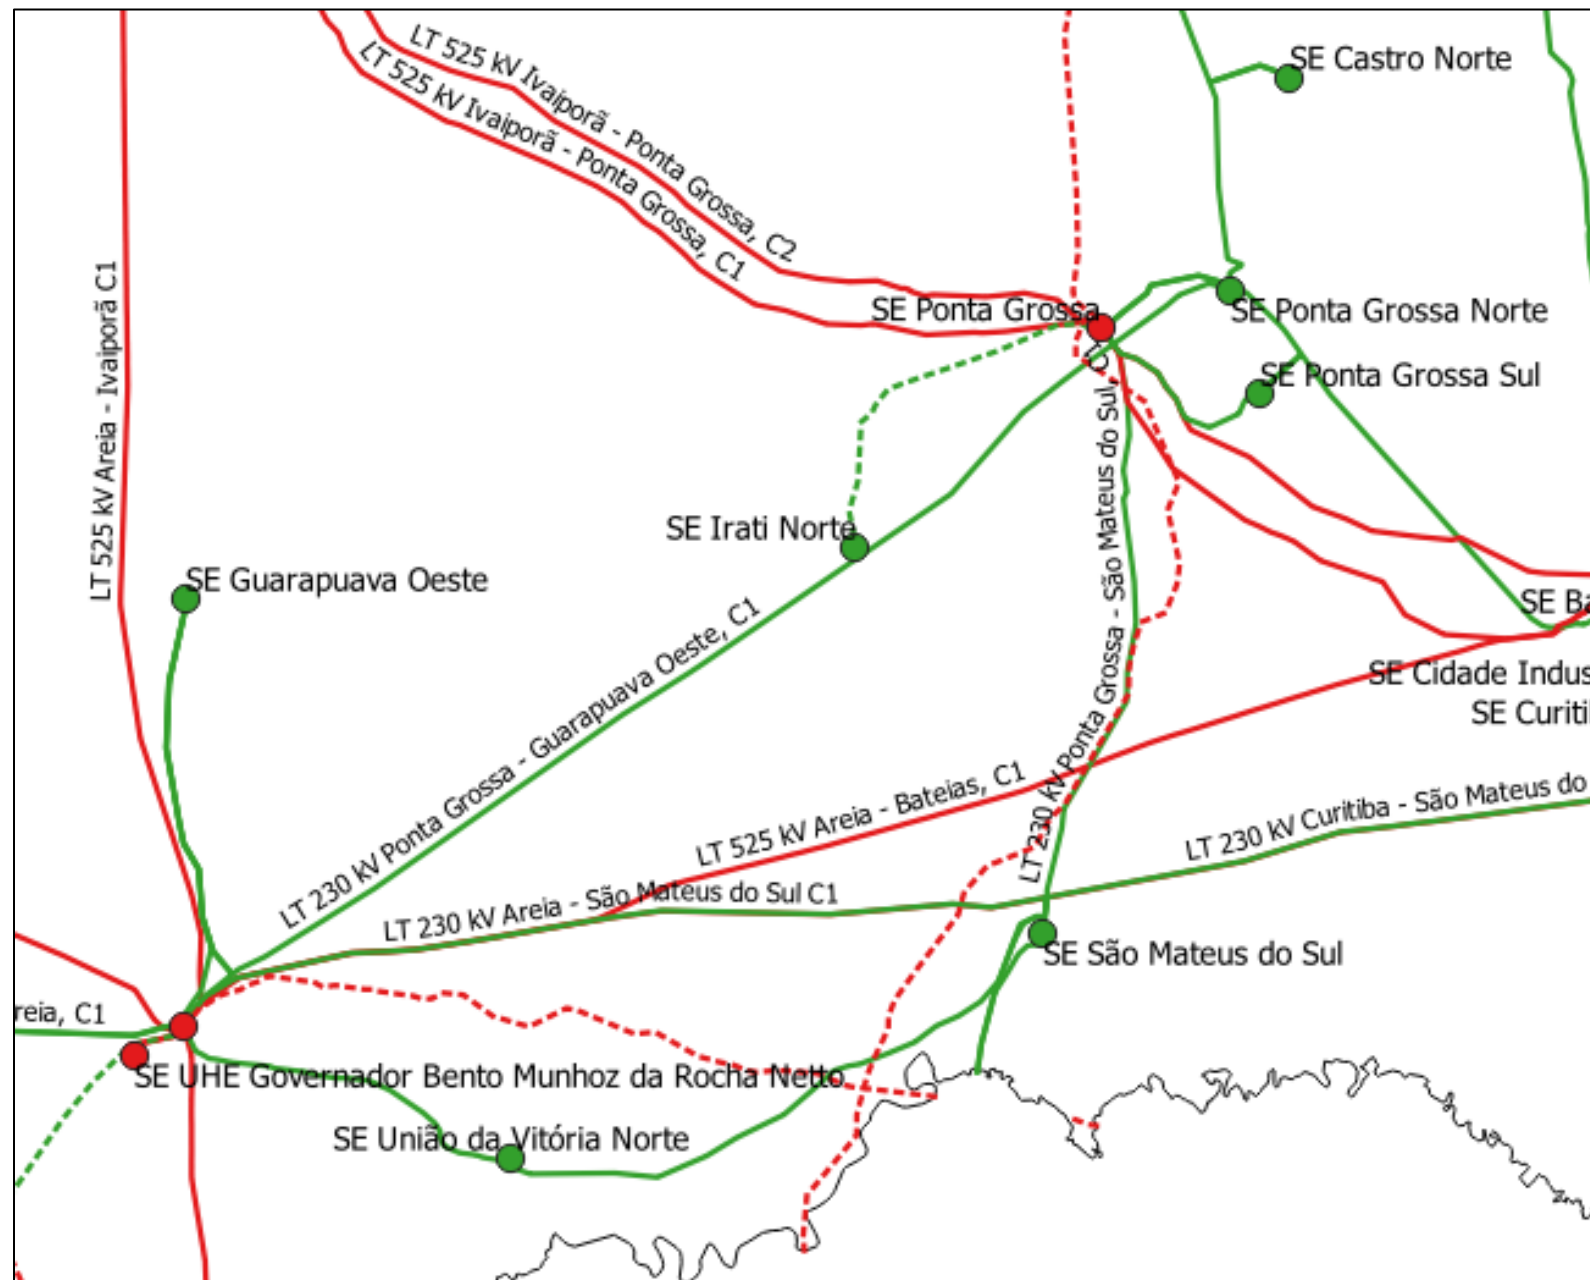 LT 525 kV Ivaiporã - Ponta Grossa, C2
LT 525 kV Ivaiporã - Ponta Grossa, C1
SE Castro Norte
LT 525 kV Areia - Ivaiporã C1
SE Ponta Grossa
SE Ponta Grossa Norte
SE Ponta Grossa Sul
SE Irati Norte
SE Guarapuava Oeste
LT 230 kV Ponta Grossa - São Mateus do Sul,
LT 230 kV Ponta Grossa - Guarapuava Oeste, C1
SE Ba
SE Cidade Indus
SE Curiti
LT 525 kV Areia - Bateias, C1
LT 230 kV Curitiba - São Mateus do
LT 230 kV Areia - São Mateus do Sul C1
SE São Mateus do Sul
reia, C1
SE UHE Governador Bento Munhoz da Rocha Netto
SE União da Vitória Norte